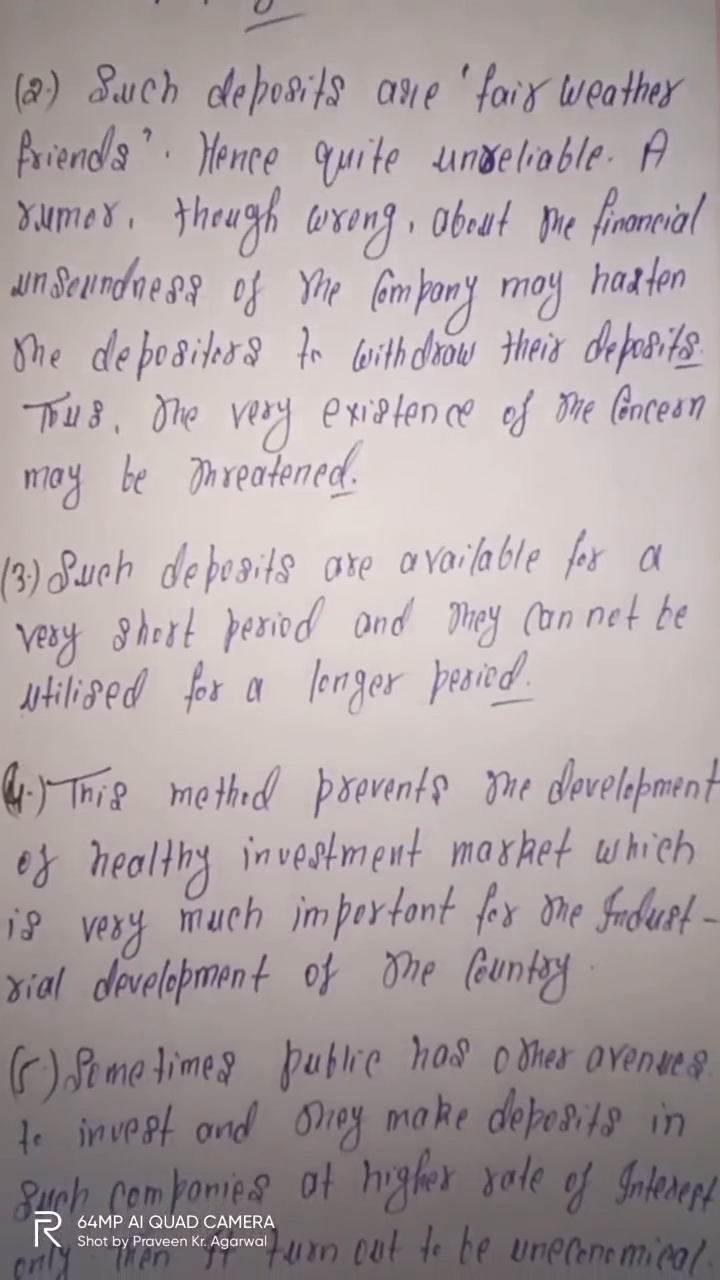 (2.) Such deposits are 'fair weather
friends'. Hence quite unreliable. A
rumor, though wrong, about the financial
unsoundness of the Company may hasten
the depositors to withdraw their deposits.
Thus, the very existence of the Concern
may be threatened.
(3.) Such deposits are available for a
very short period and they can not be
utilised for a longer period.
(4.) This method prevents the development
of healthy investment market which
is very much important for the Indust-
rial development of the Country.
(5) Sometimes public has other avenues
to invest and they make deposits in
such companies at higher rate of Interest
only then it turn out to be uneconomical.
64MP AI QUAD CAMERA
Shot by Praveen Kr. Agarwal